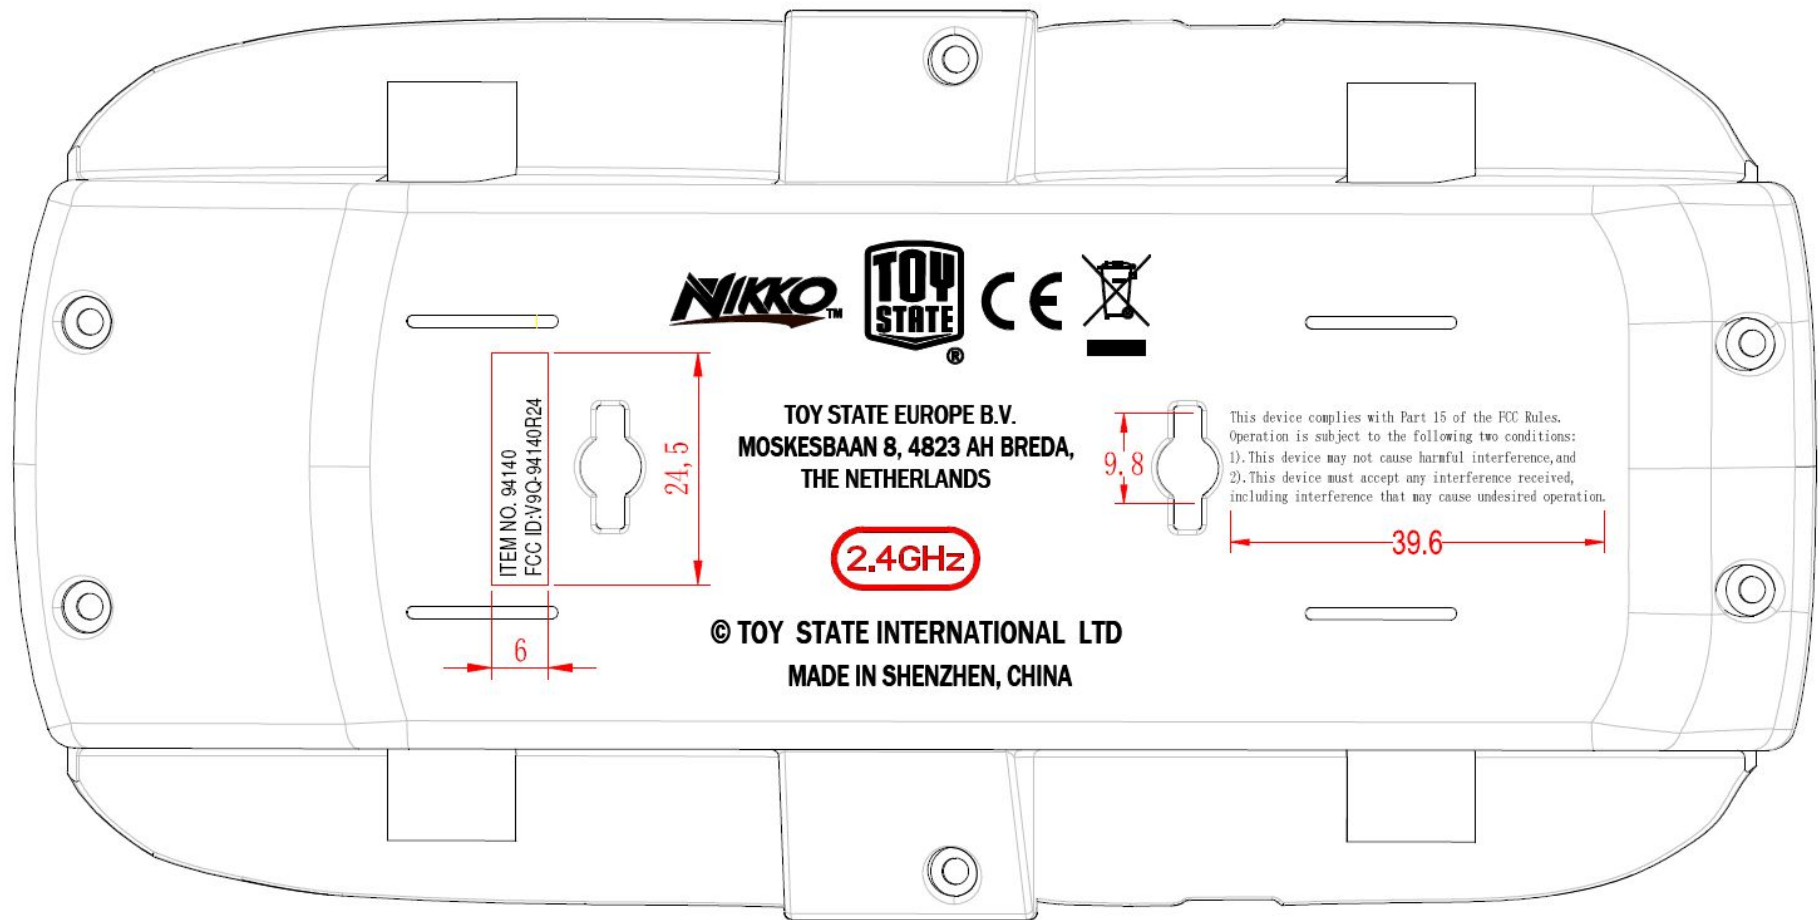 NIKKO™
TOY
STATE
®
CE
ITEM NO. 94140
FCC ID:V9Q-94140R24
24,5
6
TOY STATE EUROPE B.V.
MOSKESBAAN 8, 4823 AH BREDA,
THE NETHERLANDS
2.4GHz
© TOY STATE INTERNATIONAL LTD
MADE IN SHENZHEN, CHINA
9.8
This device complies with Part 15 of the FCC Rules.
Operation is subject to the following two conditions:
1).This device may not cause harmful interference,and
2).This device must accept any interference received,
including interference that may cause undesired operation.
39.6